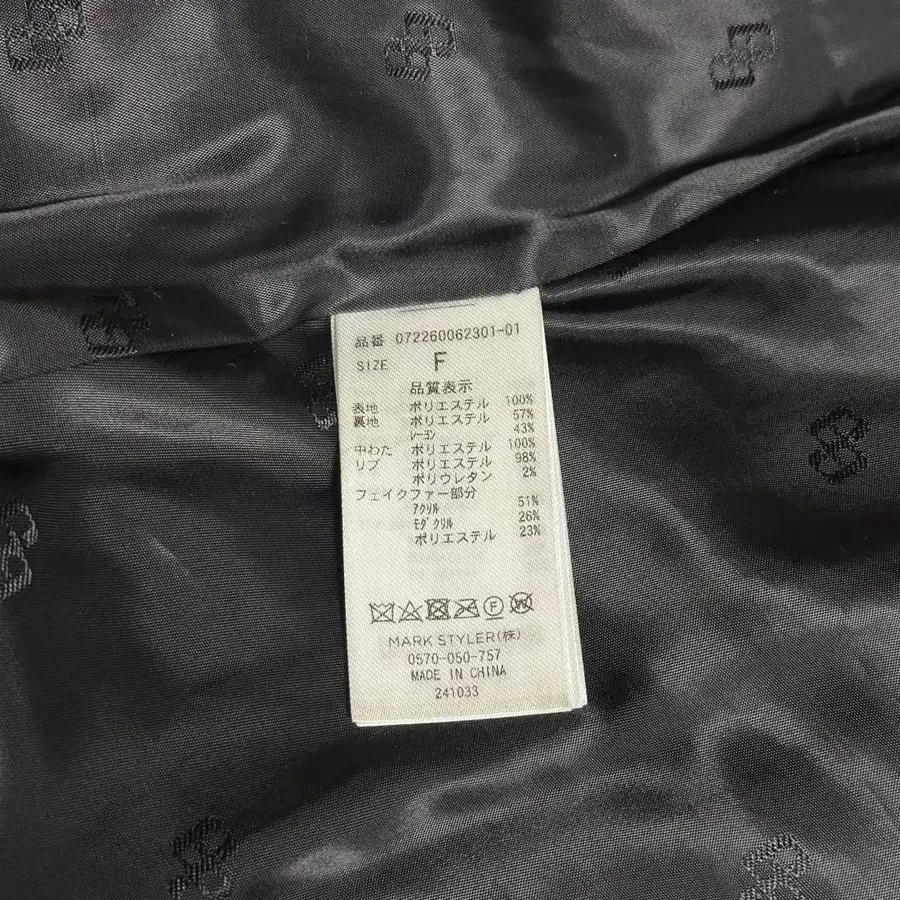 品番 072260062301-01
SIZE F
品質表示
表地 ポリエステル 100%
裏地 ポリエステル 57%
レーヨン 43%
中わた ポリエステル 100%
リブ ポリエステル 98%
ポリウレタン 2%
フェイクファー部分
アクリル 51%
モダクリル 26%
ポリエステル 23%
F W
MARK STYLER(株)
0570-050-757
MADE IN CHINA
241033